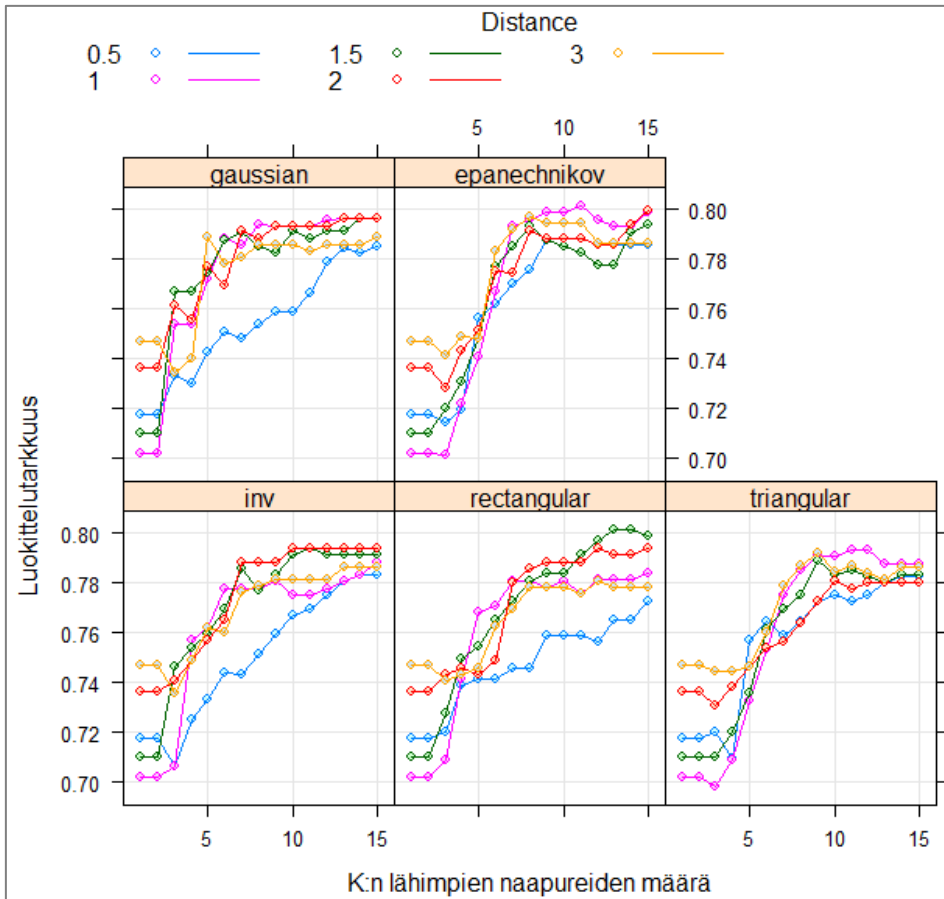 Distance
0.5 1.5 3
1 2
5 10 15
gaussian epanechnikov
0.80
0.78
0.76
0.74
0.72
0.70
Luokittelutarkkuus
inv rectangular triangular
0.80
0.78
0.76
0.74
0.72
0.70
5 10 15 5 10 15
K:n lähimpien naapureiden määrä